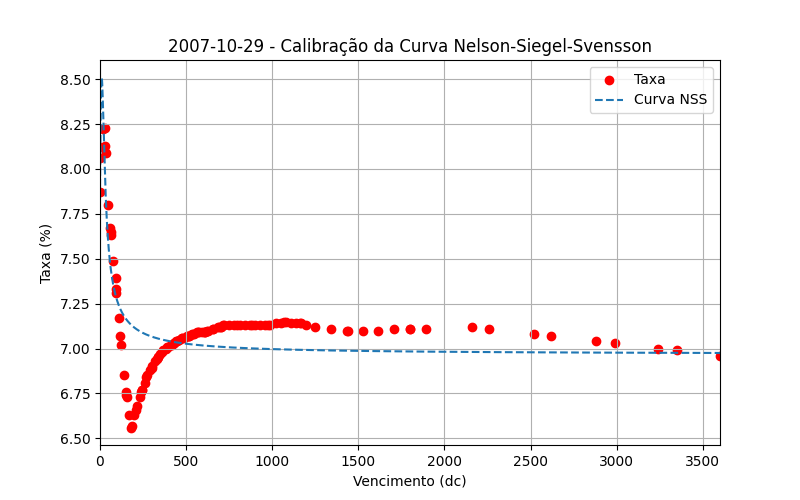 2007-10-29 - Calibração da Curva Nelson-Siegel-Svensson
Taxa
Curva NSS
Taxa (%)
8.50
8.25
8.00
7.75
7.50
7.25
7.00
6.75
6.50
0 500 1000 1500 2000 2500 3000 3500
Vencimento (dc)